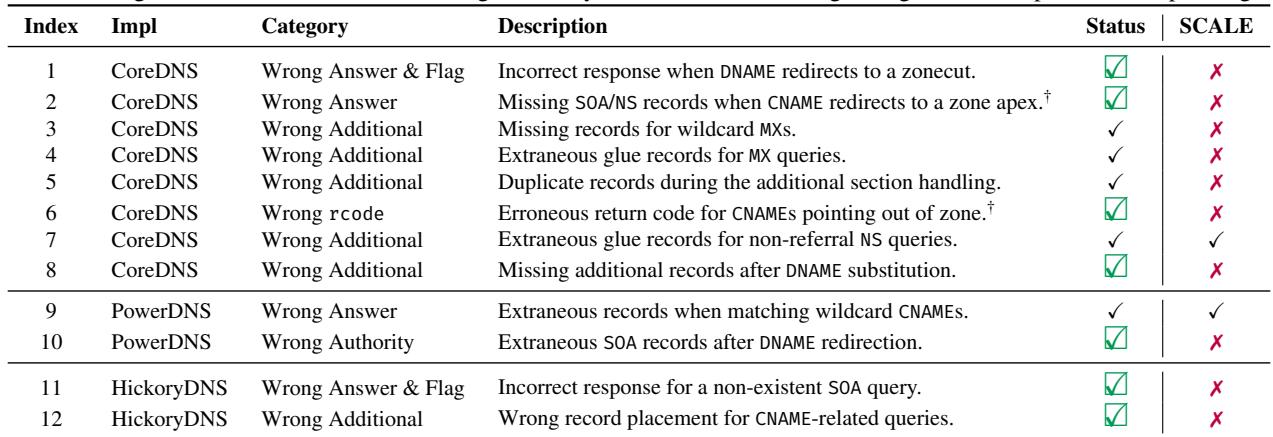 Index Impl Category Description Status SCALE
1 CoreDNS Wrong Answer & Flag Incorrect response when DNAME redirects to a zonecut. ☑ ✗
2 CoreDNS Wrong Answer Missing SOA/NS records when CNAME redirects to a zone apex.† ☑ ✗
3 CoreDNS Wrong Additional Missing records for wildcard MXs. ✓ ✗
4 CoreDNS Wrong Additional Extraneous glue records for MX queries. ✓ ✗
5 CoreDNS Wrong Additional Duplicate records during the additional section handling. ✓ ✗
6 CoreDNS Wrong rcode Erroneous return code for CNAMEs pointing out of zone.† ☑ ✗
7 CoreDNS Wrong Additional Extraneous glue records for non-referral NS queries. ✓ ✓
8 CoreDNS Wrong Additional Missing additional records after DNAME substitution. ☑ ✗
9 PowerDNS Wrong Answer Extraneous records when matching wildcard CNAMEs. ✓ ✓
10 PowerDNS Wrong Authority Extraneous SOA records after DNAME redirection. ☑ ✗
11 HickoryDNS Wrong Answer & Flag Incorrect response for a non-existent SOA query. ☑ ✗
12 HickoryDNS Wrong Additional Wrong record placement for CNAME-related queries. ☑ ✗